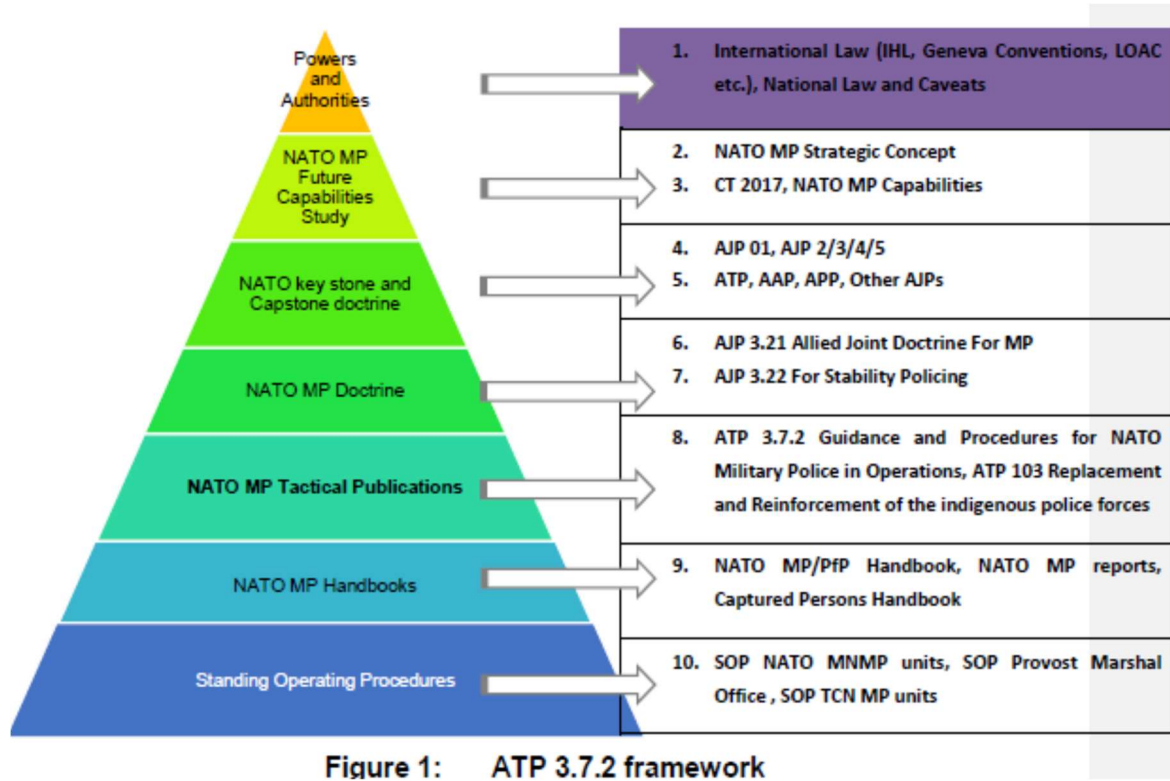 Powers
and
Authorities
1. International Law (IHL, Geneva Conventions, LOAC
etc.), National Law and Caveats
NATO MP
Future
Capabilities
Study
2. NATO MP Strategic Concept
3. CT 2017, NATO MP Capabilities
NATO key stone and
Capstone doctrine
4. AJP 01, AJP 2/3/4/5
5. ATP, AAP, APP, Other AJPs
NATO MP Doctrine
6. AJP 3.21 Allied Joint Doctrine For MP
7. AJP 3.22 For Stability Policing
NATO MP Tactical Publications
8. ATP 3.7.2 Guidance and Procedures for NATO
Military Police in Operations, ATP 103 Replacement
and Reinforcement of the indigenous police forces
NATO MP Handbooks
9. NATO MP/PfP Handbook, NATO MP reports,
Captured Persons Handbook
Standing Operating Procedures
10. SOP NATO MNMP units, SOP Provost Marshal
Office , SOP TCN MP units
Figure 1: ATP 3.7.2 framework